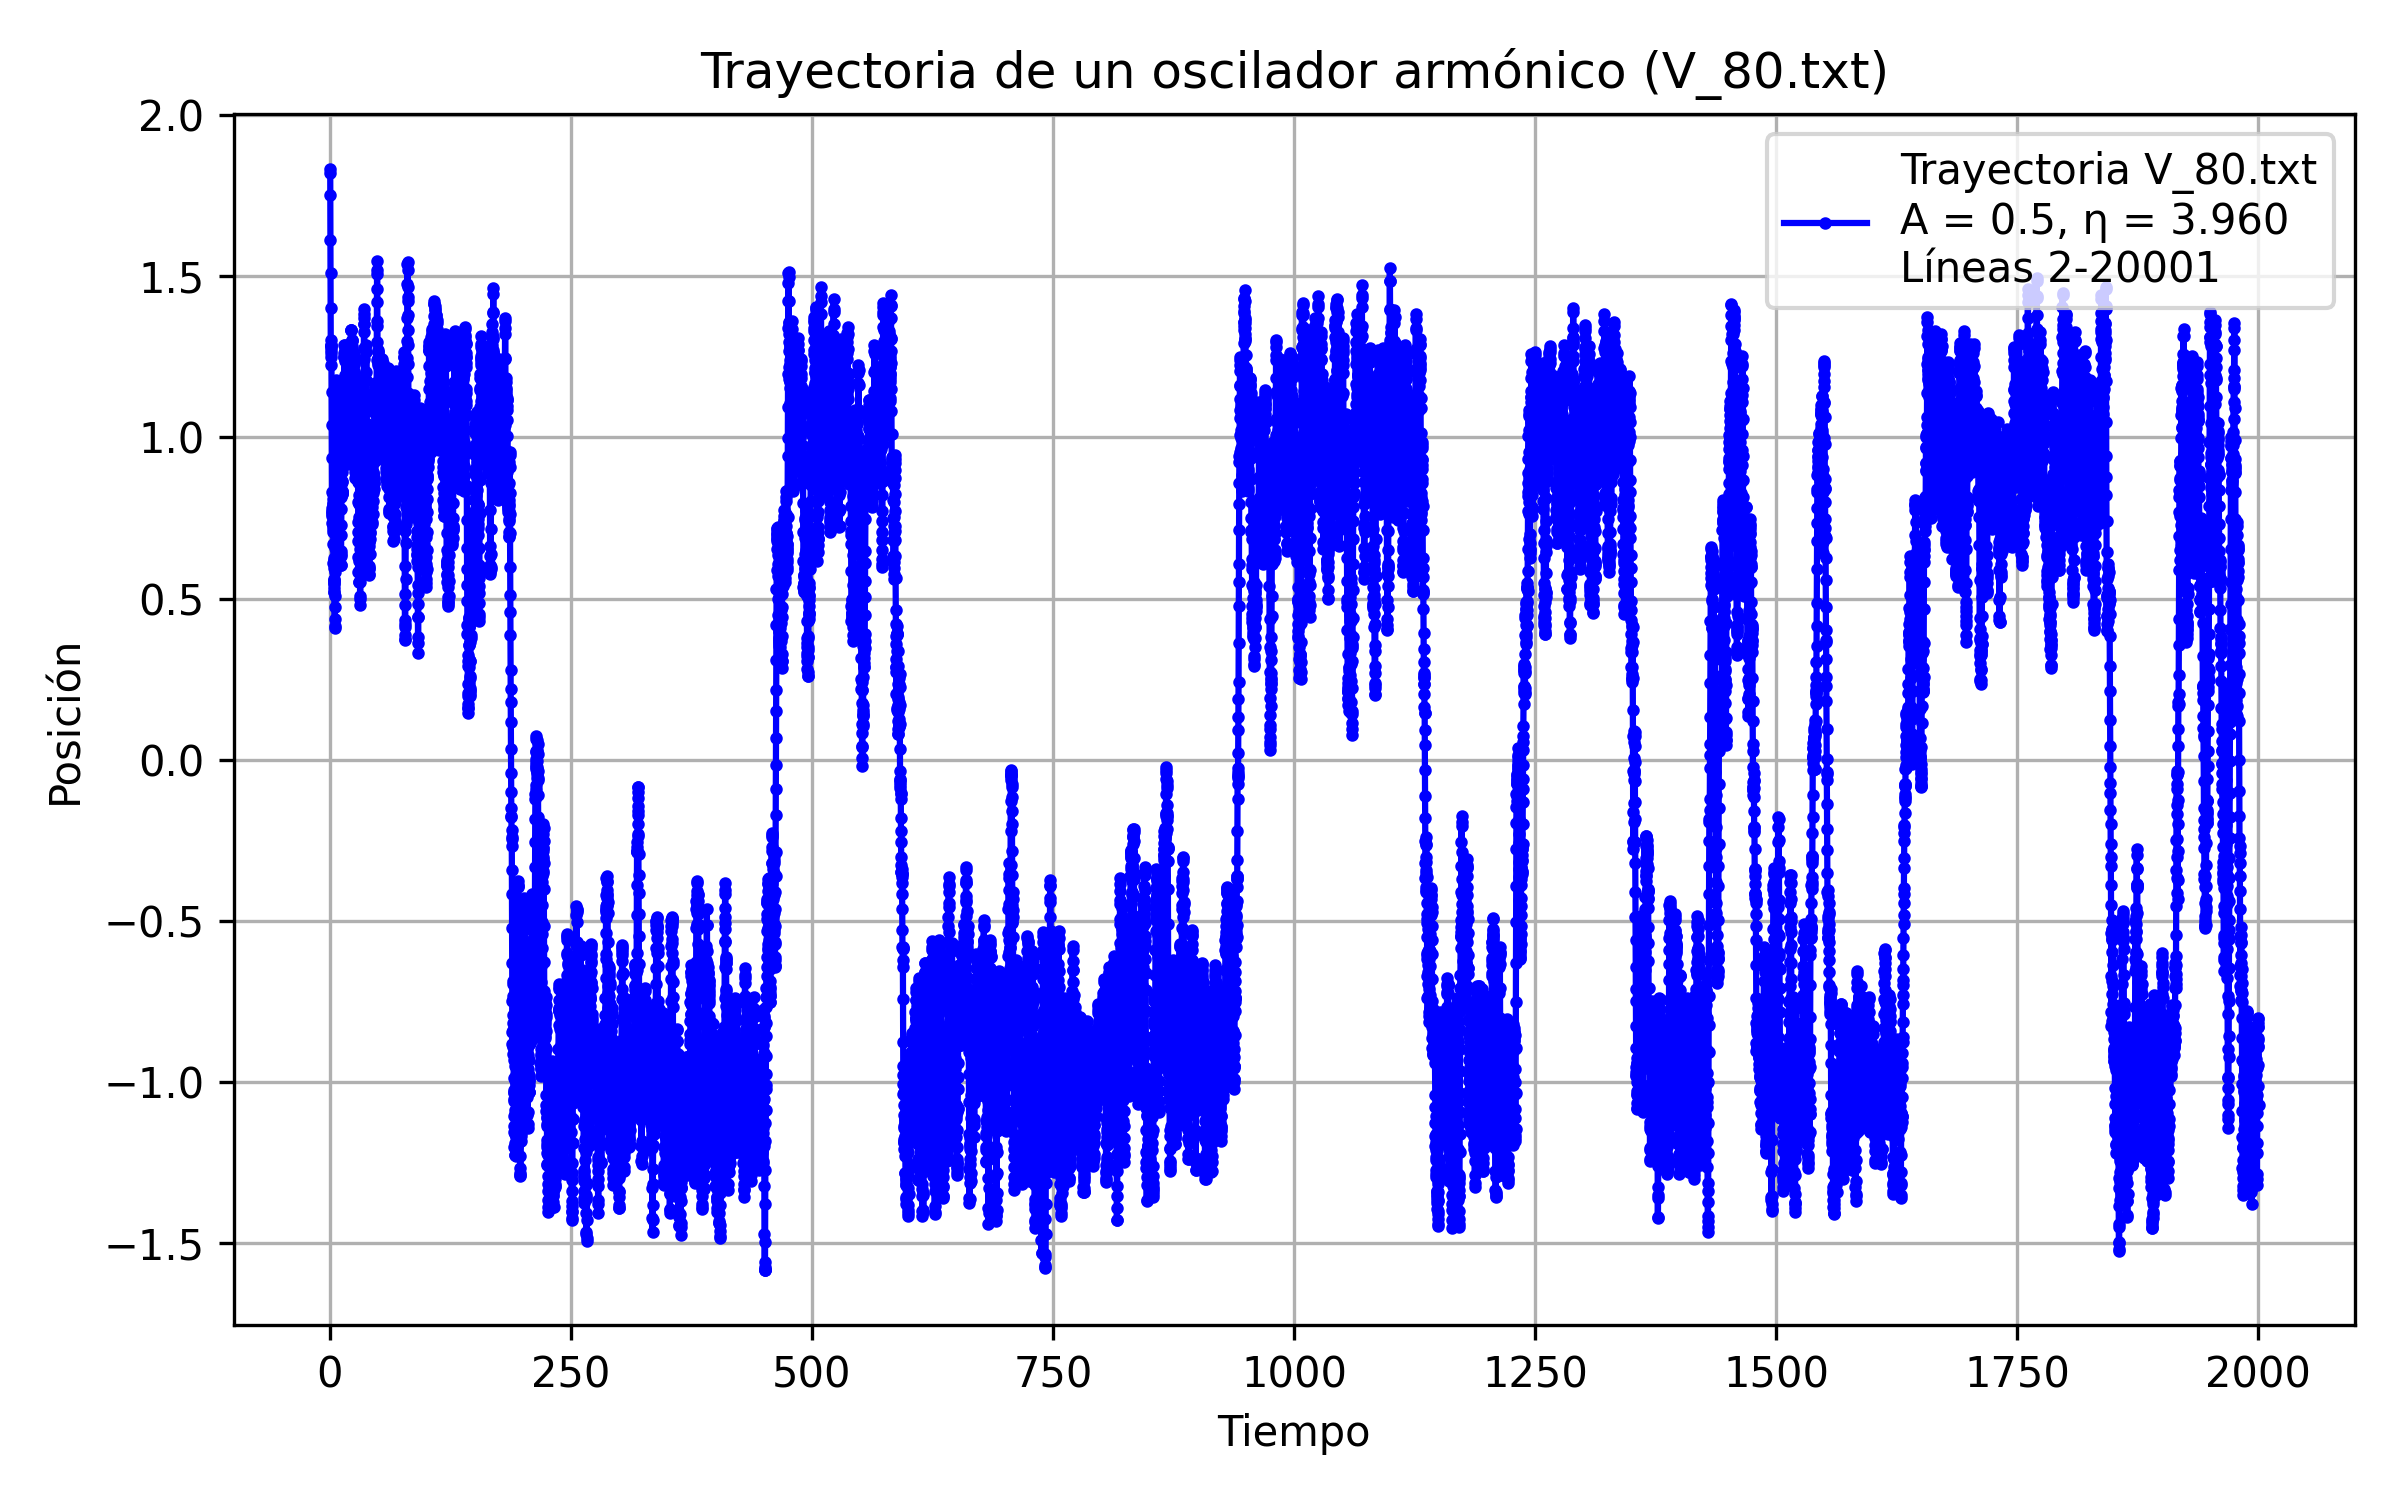 Trayectoria de un oscilador armónico (V_80.txt)
Trayectoria V_80.txt
A = 0.5, η = 3.960
Líneas 2-20001
Posición
2.0
1.5
1.0
0.5
0.0
−0.5
−1.0
−1.5
0 250 500 750 1000 1250 1500 1750 2000
Tiempo